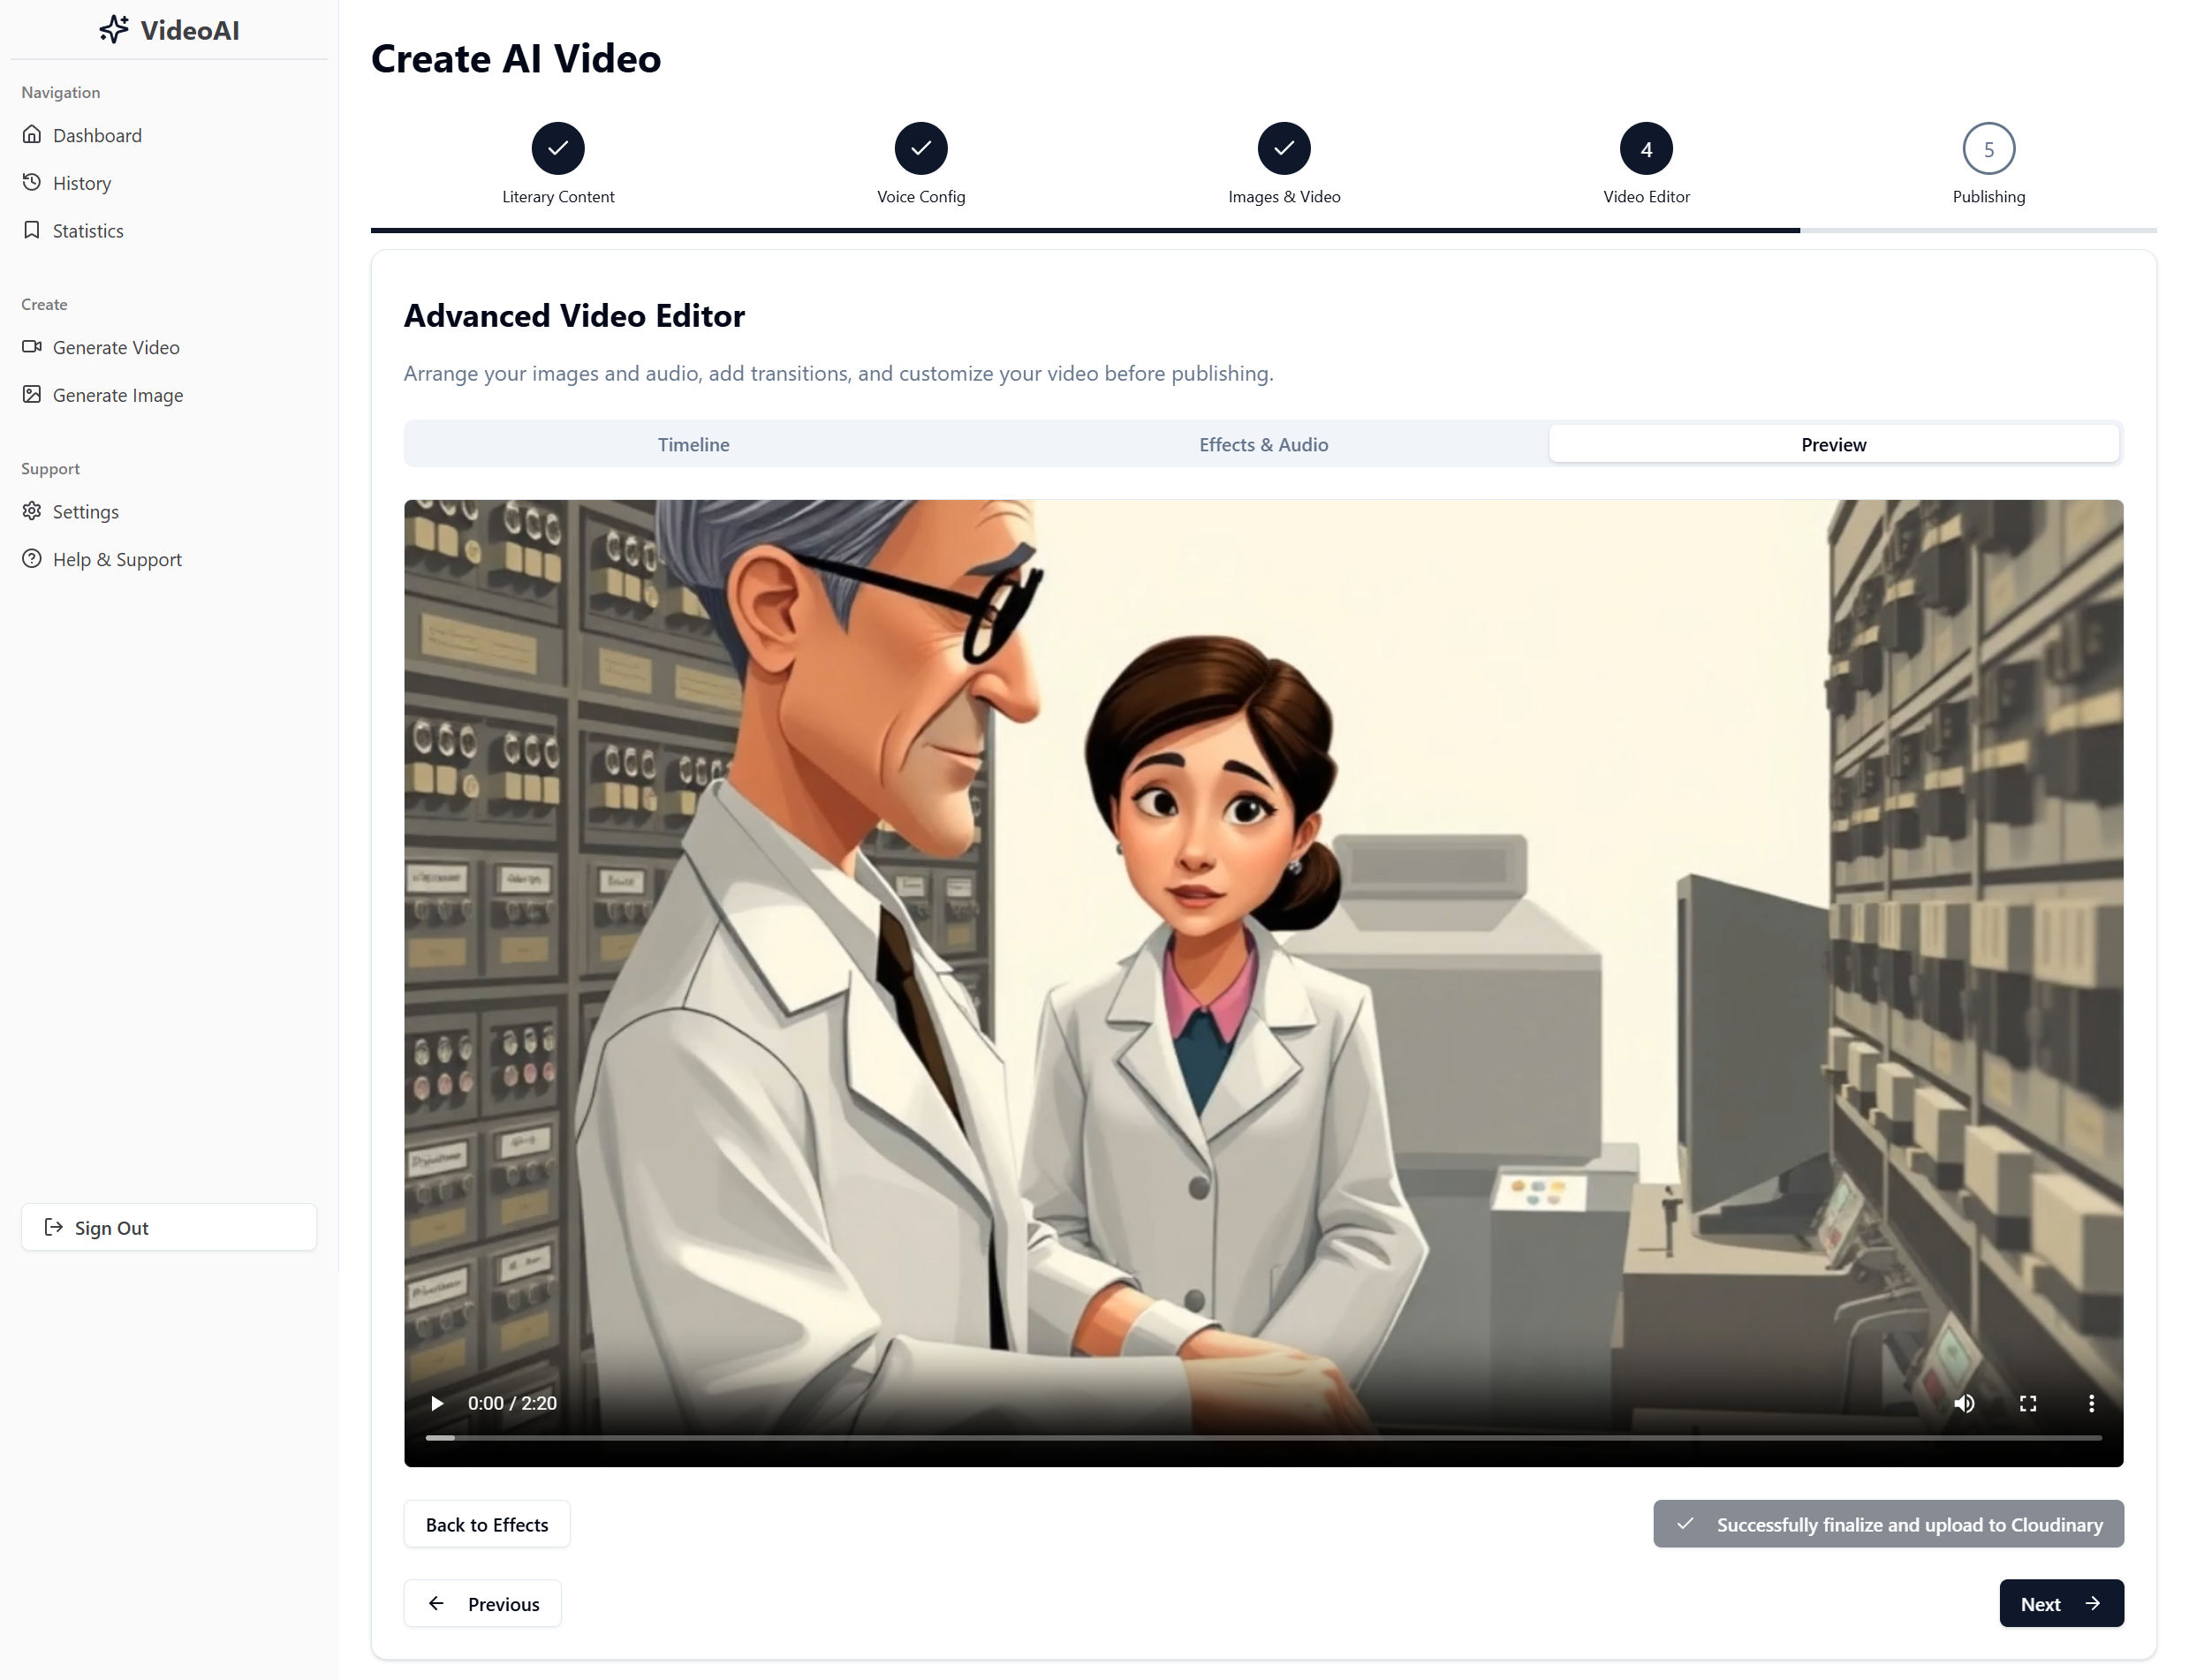 VideoAI
Navigation
Dashboard
History
Statistics
Create
Generate Video
Generate Image
Support
Settings
Help & Support
Sign Out
Create AI Video
4
5
Literary Content
Voice Config
Images & Video
Video Editor
Publishing
Advanced Video Editor
Arrange your images and audio, add transitions, and customize your video before publishing.
Timeline
Effects & Audio
Preview
0:00 / 2:20
Back to Effects
Successfully finalize and upload to Cloudinary
Previous
Next